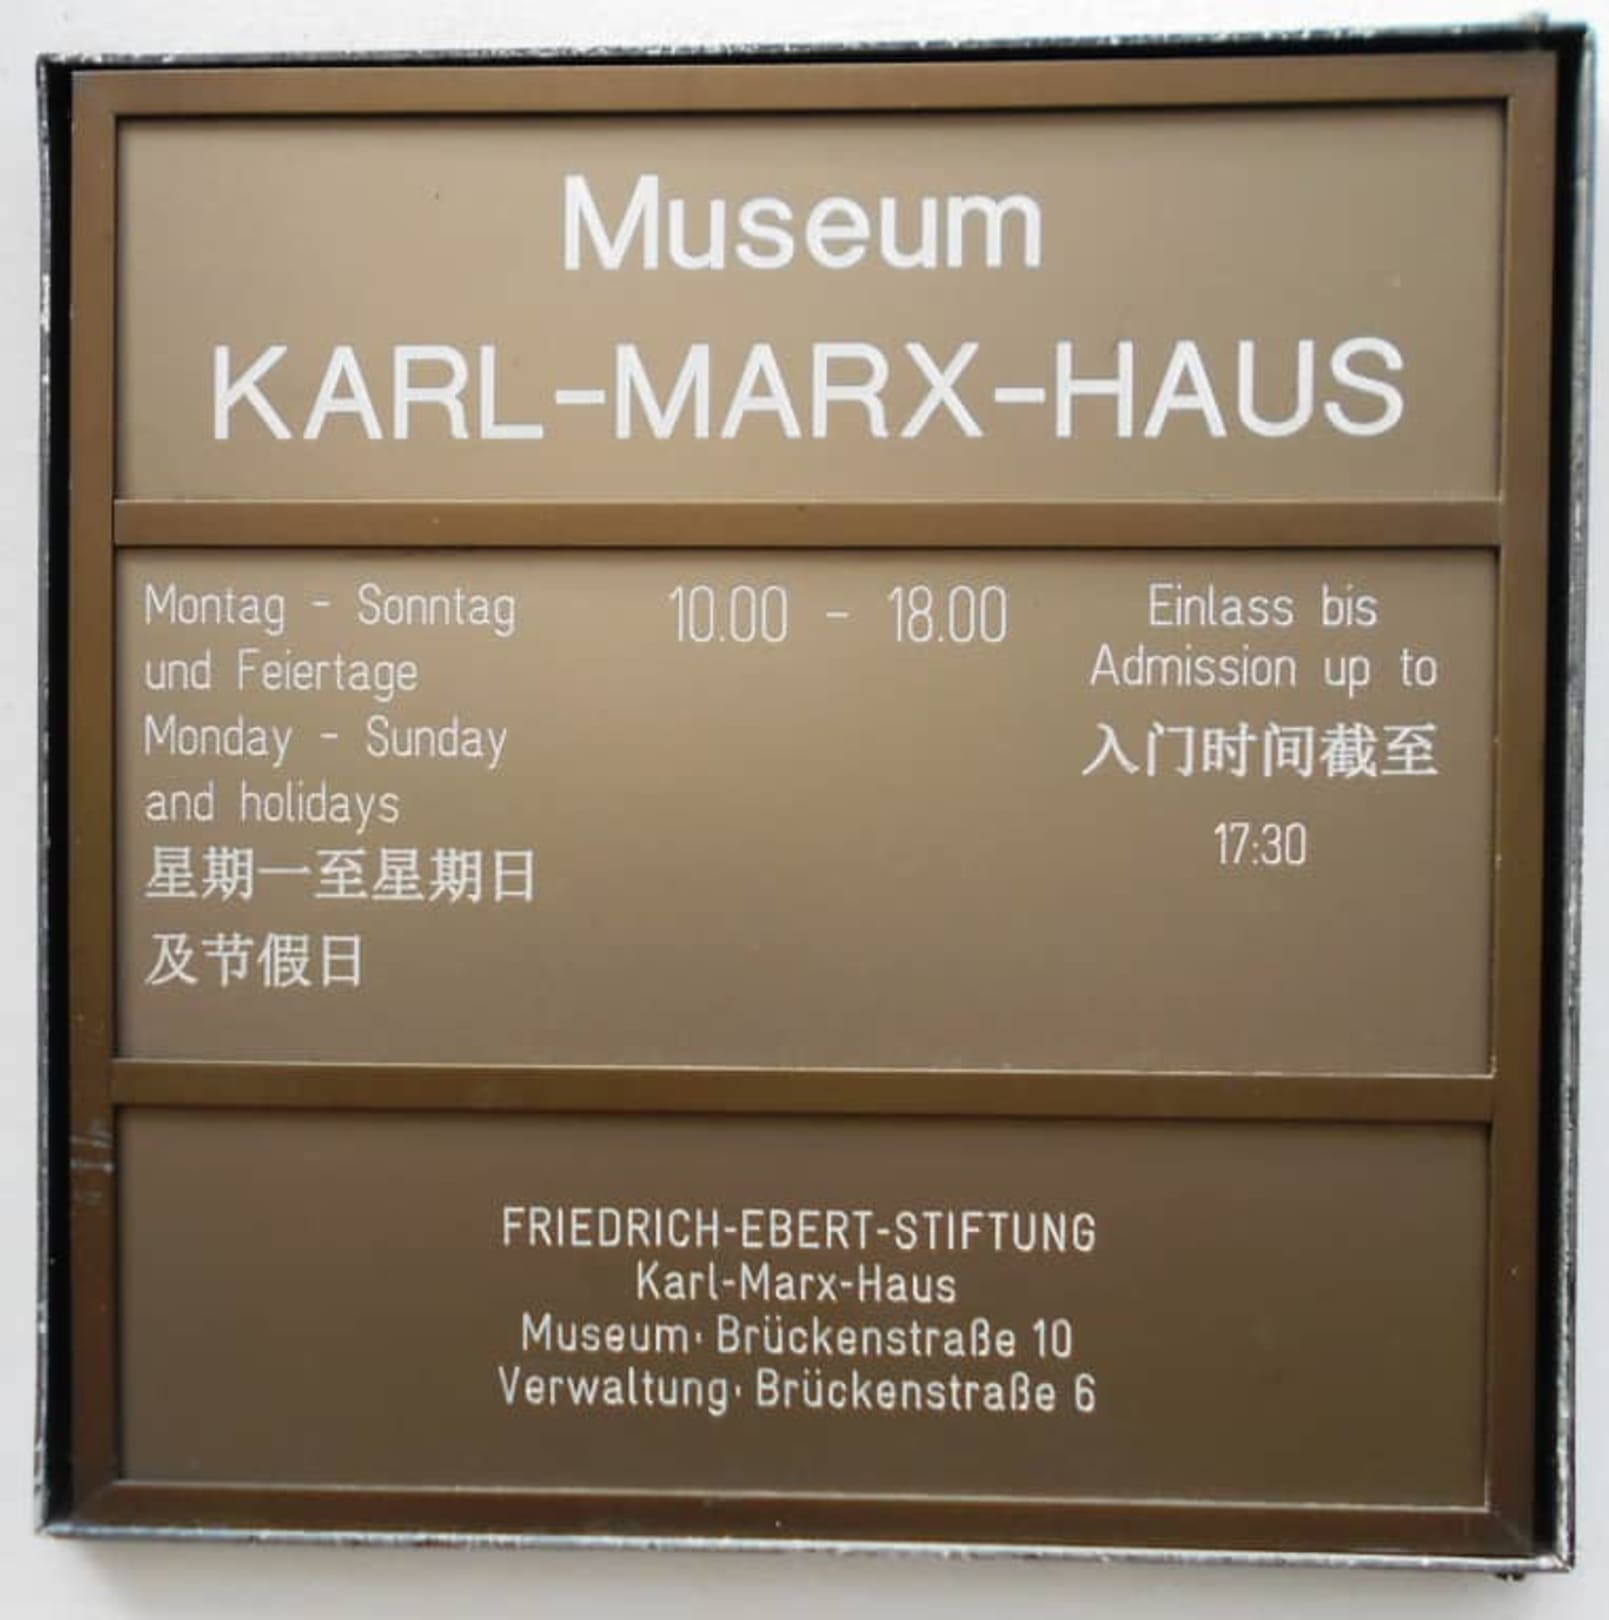 Museum
KARL-MARX-HAUS
Montag - Sonntag
und Feiertage
Monday - Sunday
and holidays
星期一至星期日
及节假日
10.00 - 18.00
Einlass bis
Admission up to
入门时间截至
17:30
FRIEDRICH-EBERT-STIFTUNG
Karl-Marx-Haus
Museum· Brückenstraße 10
Verwaltung· Brückenstraße 6